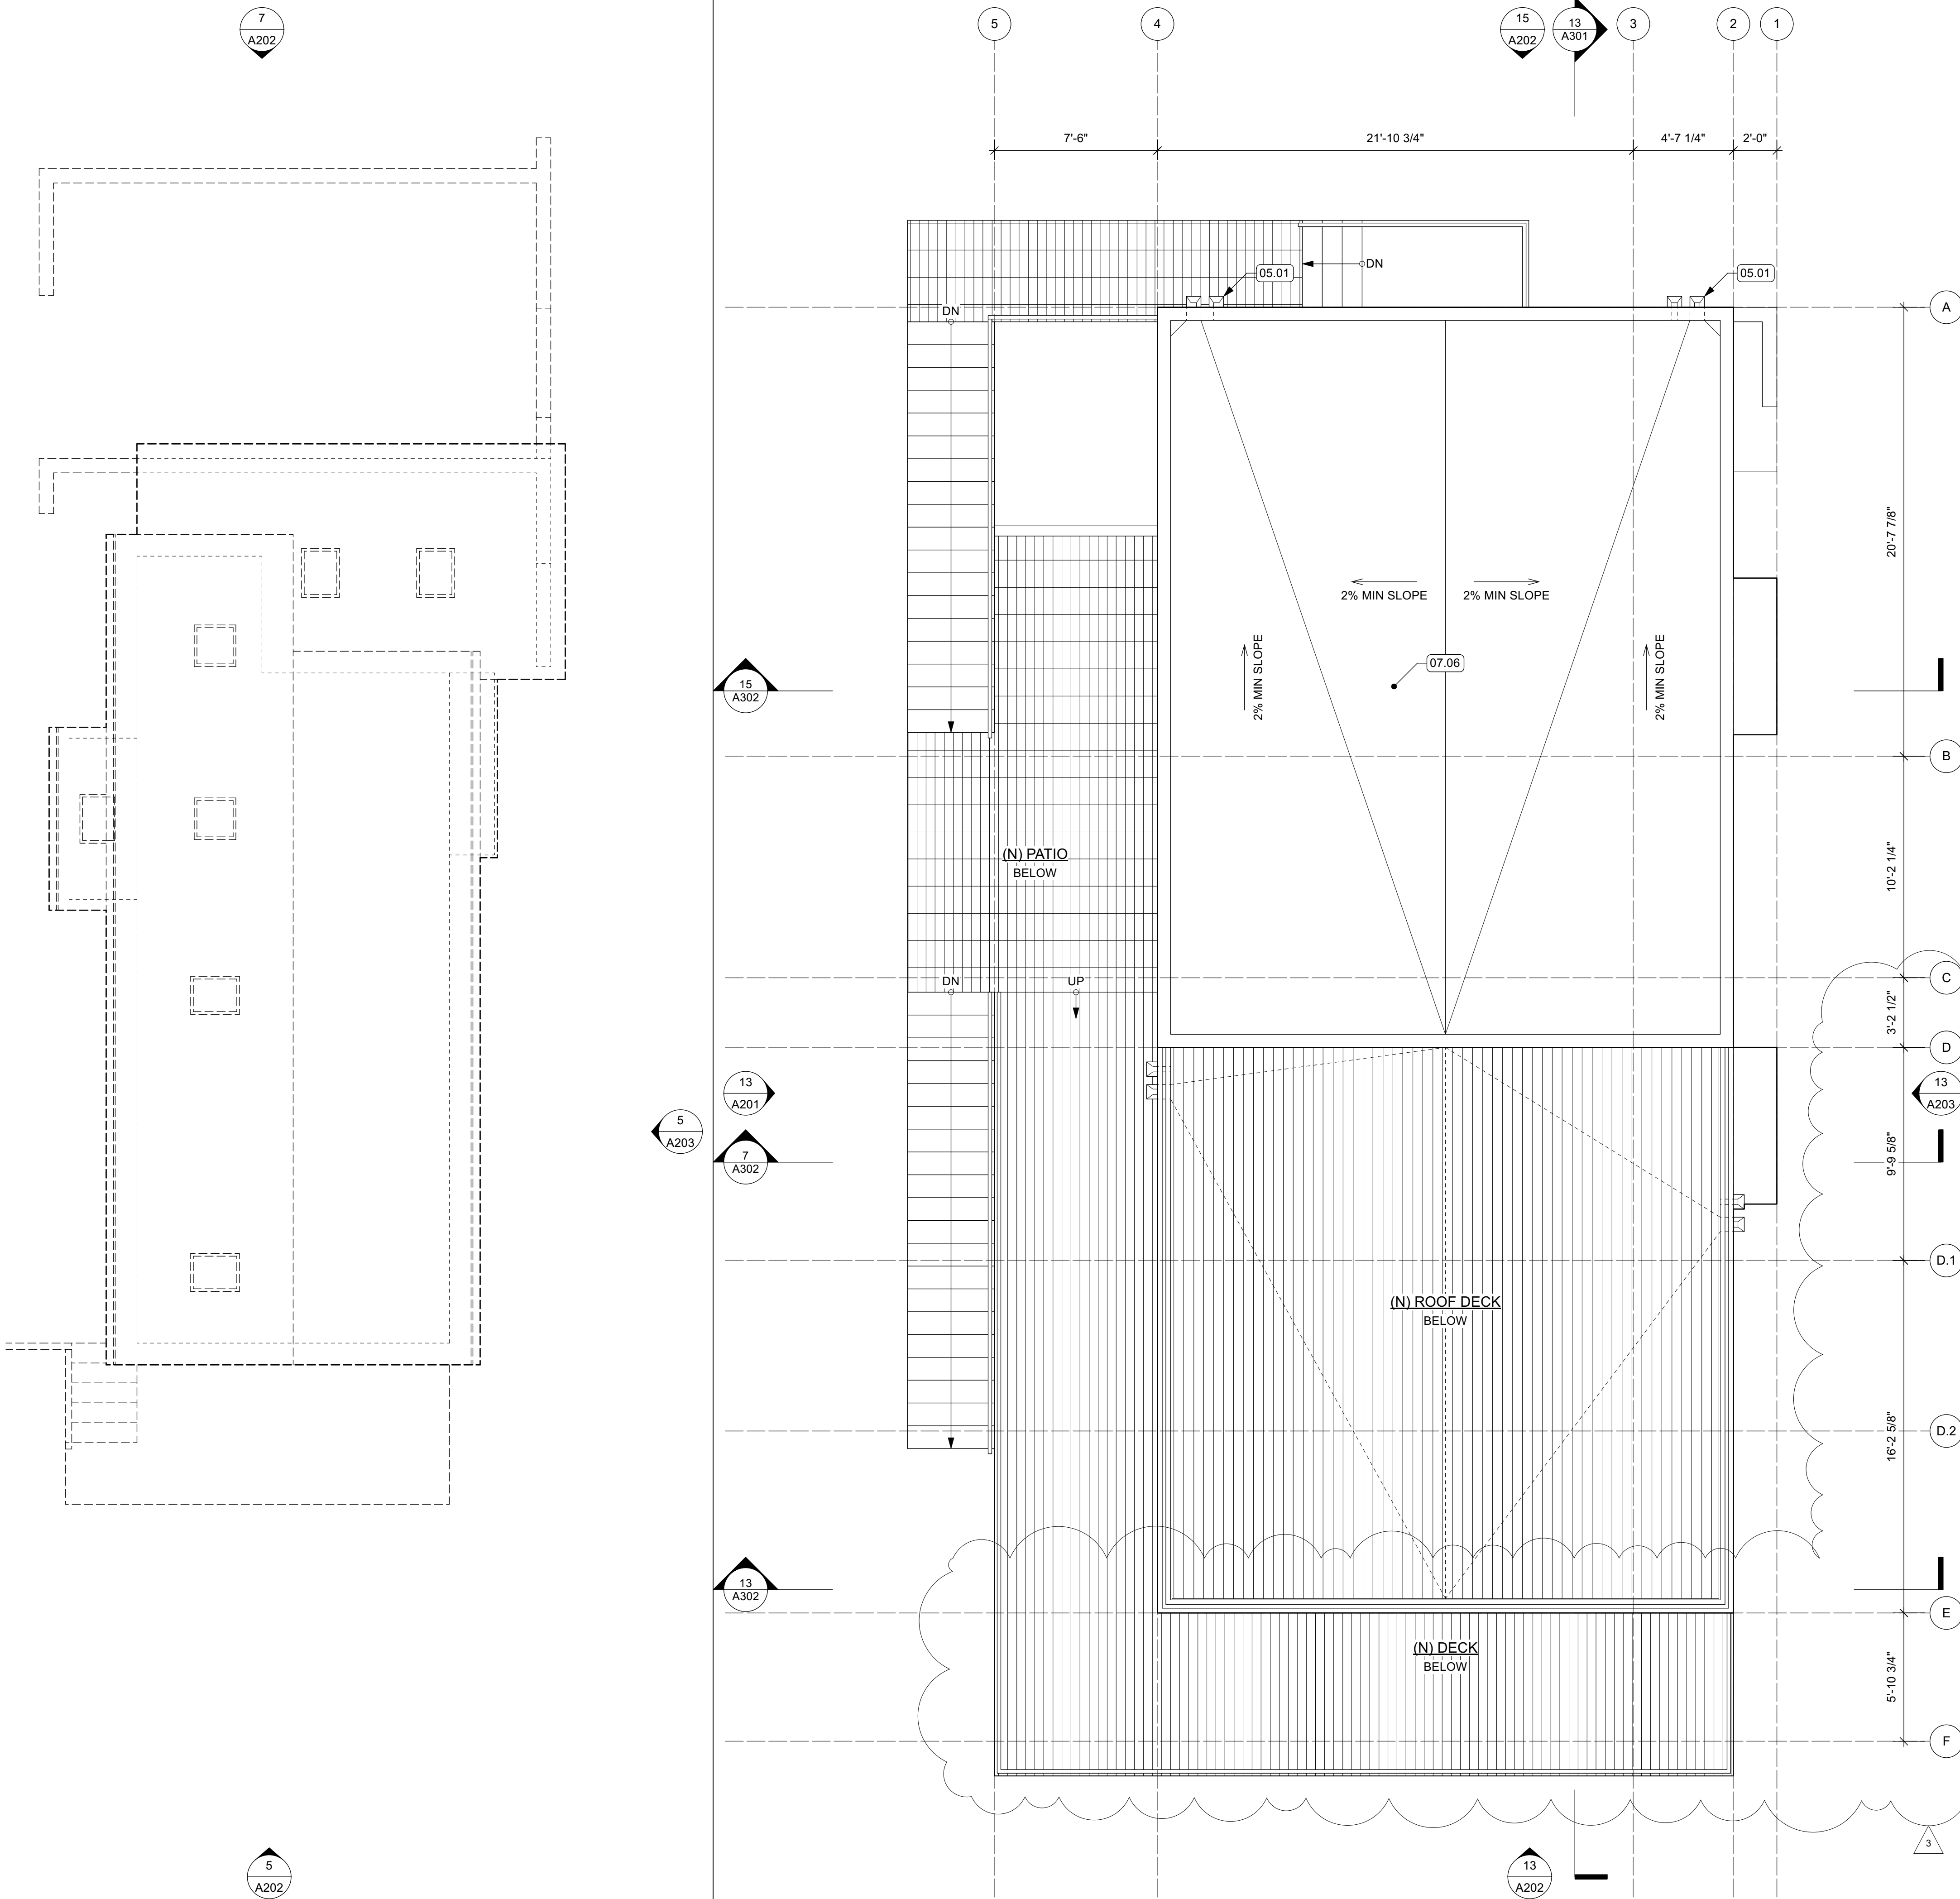 7
A202
5
4
15
A202
13
A301
3
2
1
7'-6"
21'-10 3/4"
4'-7 1/4"
2'-0"
DN
05.01
05.01
DN
A
20'-7 7/8"
2% MIN SLOPE
2% MIN SLOPE
2% MIN SLOPE
2% MIN SLOPE
07.06
15
A302
B
(N) PATIO
BELOW
10'-2 1/4"
DN
UP
C
3'-2 1/2"
D
13
A201
13
A203
5
A203
7
A302
9'-9 5/8"
D.1
(N) ROOF DECK
BELOW
D.2
16'-2 5/8"
13
A302
E
(N) DECK
BELOW
5'-10 3/4"
F
3
5
A202
13
A202